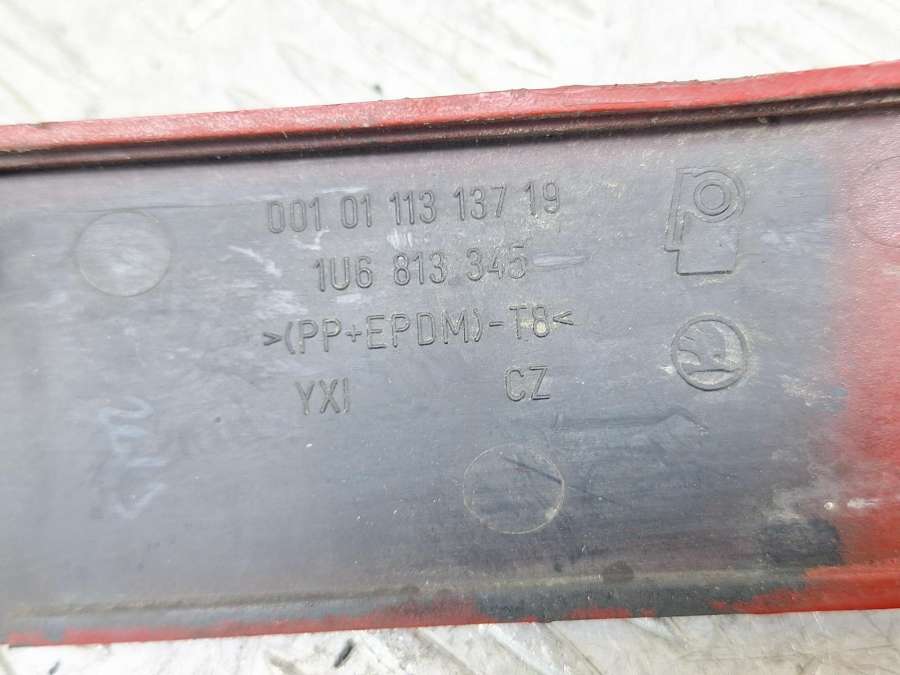 001 01 113 137 19
1U6 813 345
>(PP+EPDM)-T8<
YXI CZ